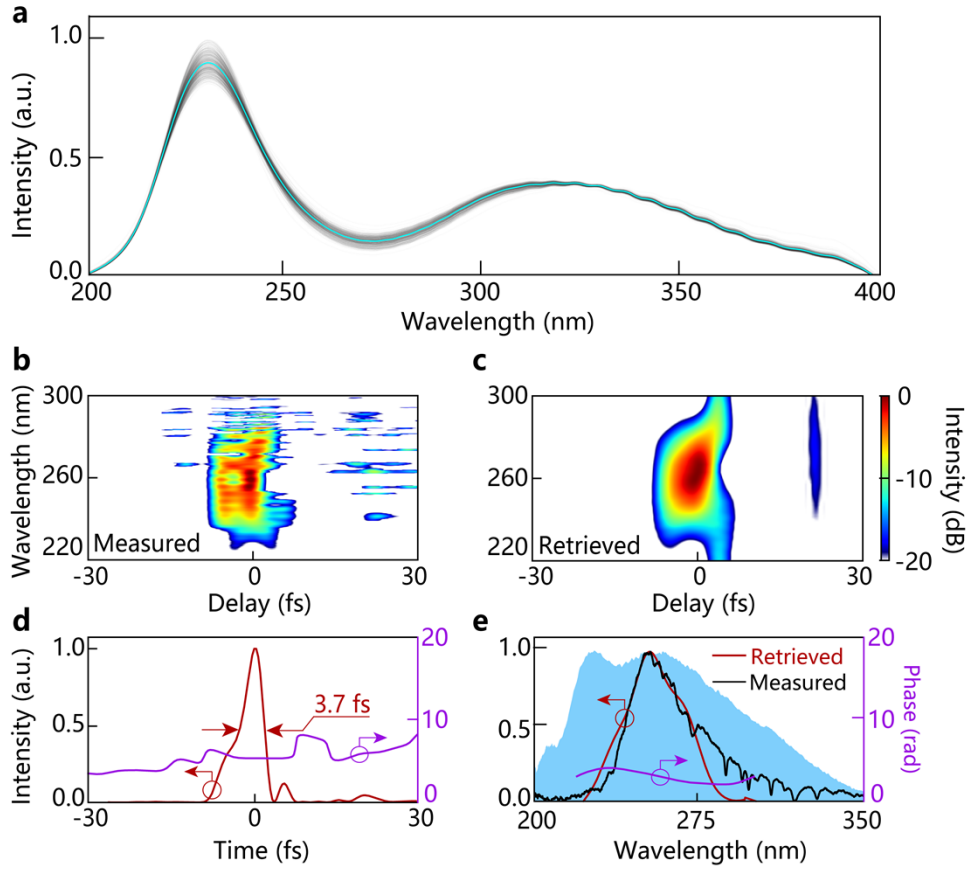 a
Intensity (a.u.)
1.0
0.5
0.0
200
250
300
350
400
Wavelength (nm)
b
Wavelength (nm)
300
260
220
Measured
-30
0
30
Delay (fs)
c
300
260
220
Retrieved
-30
0
30
Delay (fs)
0
-10
-20
Intensity (dB)
d
Intensity (a.u.)
1.0
0.5
0.0
3.7 fs
20
10
0
-30
0
30
Time (fs)
e
1.0
0.5
0.0
Retrieved
Measured
20
10
0
Phase (rad)
200
275
350
Wavelength (nm)